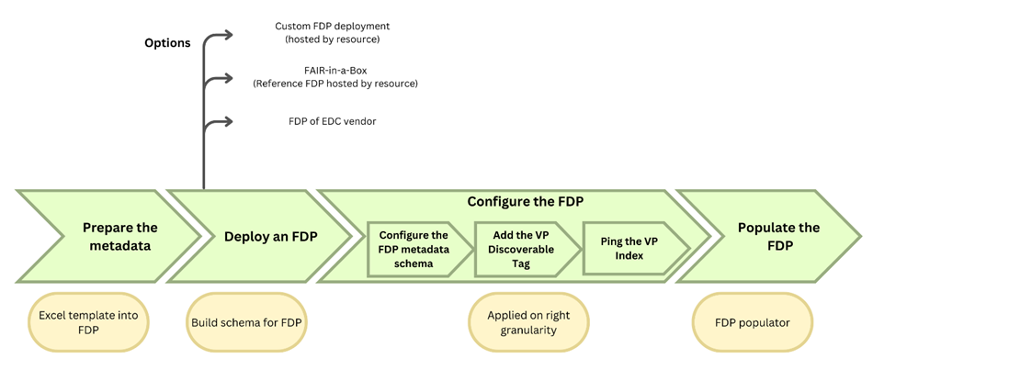 Options
Custom FDP deployment
(hosted by resource)
FAIR-in-a-Box
(Reference FDP hosted by resource)
FDP of EDC vendor
Prepare the
metadata
Deploy an FDP
Configure the FDP
Configure the
FDP metadata
schema
Add the VP
Discoverable
Tag
Ping the VP
Index
Populate the
FDP
Excel template into
FDP
Build schema for FDP
Applied on right
granularity
FDP populator